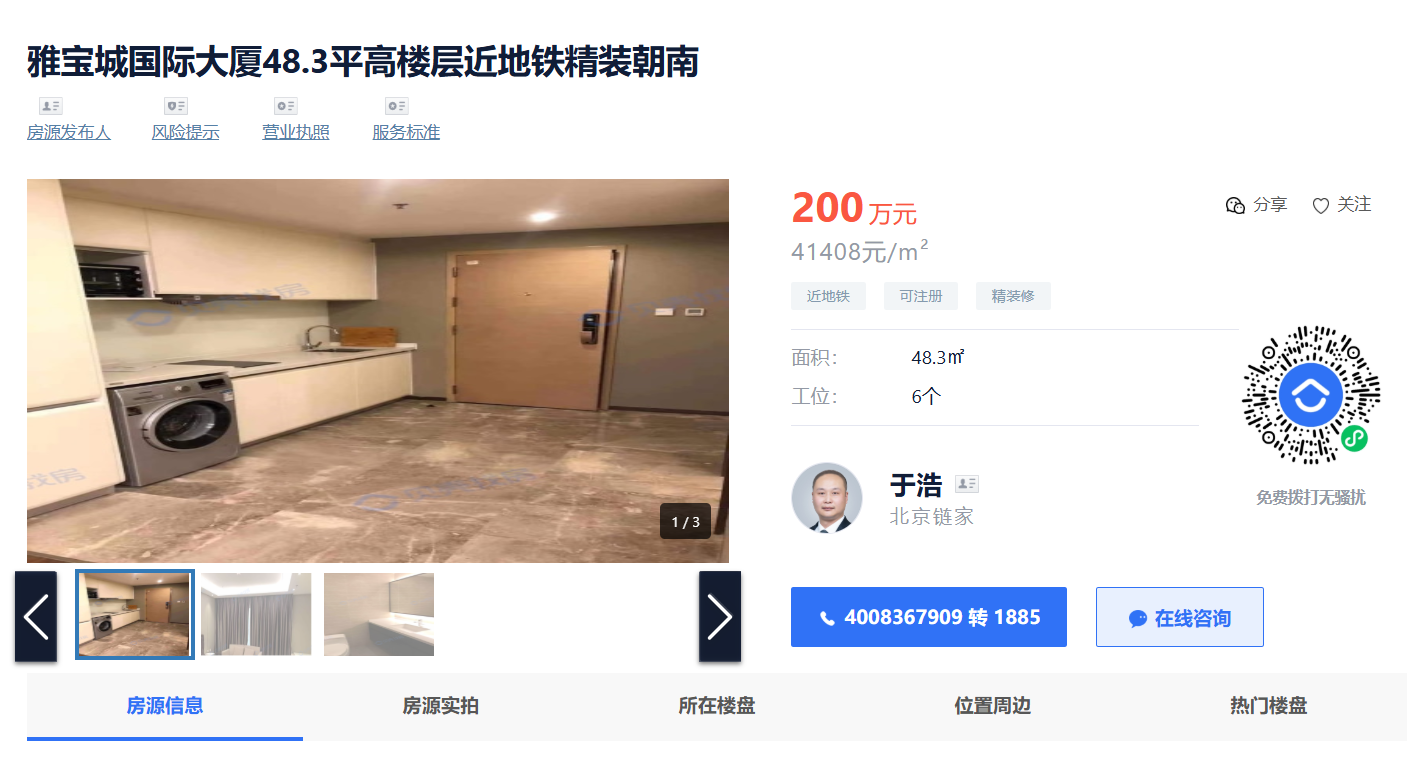 雅宝城国际大厦48.3平高楼层近地铁精装朝南
房源发布人 风险提示 营业执照 服务标准
200 万元
分享 关注
41408元/m²
近地铁 可注册 精装修
面积: 48.3㎡
工位: 6个
于浩
北京链家
免费拨打无骚扰
1 / 3
4008367909 转 1885
在线咨询
房源信息 房源实拍 所在楼盘 位置周边 热门楼盘